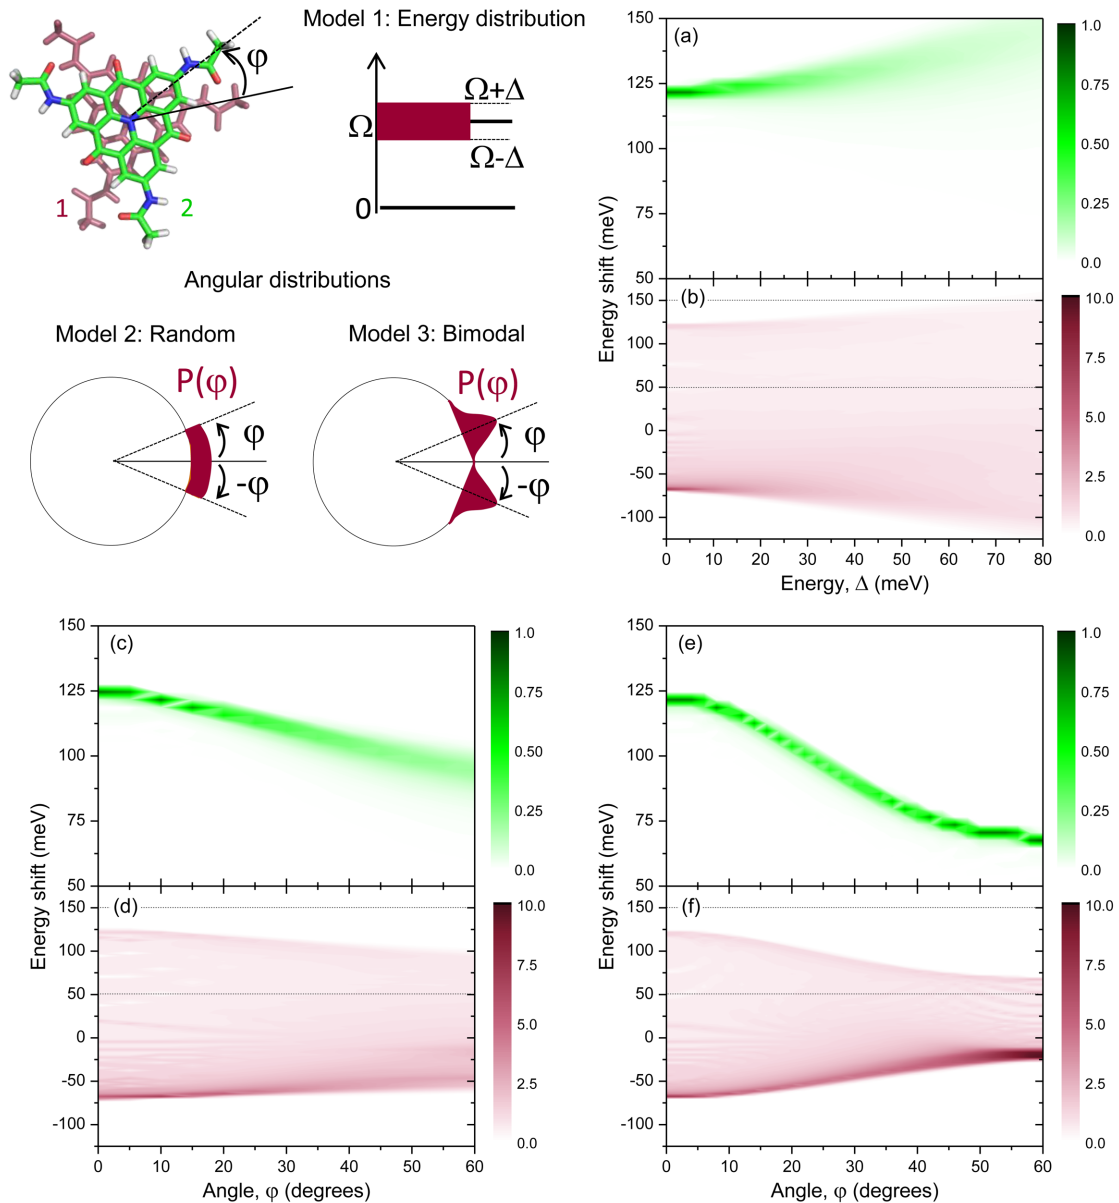 Model 1: Energy distribution
φ
Ω+Δ
Ω
Ω-Δ
0
1
2
Angular distributions
Model 2: Random
Model 3: Bimodal
P(φ)
φ
-φ
P(φ)
φ
-φ
(a)
150
125
100
75
50
1.0
0.75
0.50
0.25
0.0
Energy shift (meV)
(b)
150
100
50
0
-50
-100
10.0
7.5
5.0
2.5
0.0
0 10 20 30 40 50 60 70 80
Energy, Δ (meV)
(c)
150
125
100
75
50
1.0
0.75
0.50
0.25
0.0
Energy shift (meV)
(d)
150
100
50
0
-50
-100
10.0
7.5
5.0
2.5
0.0
0 10 20 30 40 50 60
Angle, φ (degrees)
(e)
150
125
100
75
50
1.0
0.75
0.50
0.25
0.0
Energy shift (meV)
(f)
150
100
50
0
-50
-100
10.0
7.5
5.0
2.5
0.0
0 10 20 30 40 50 60
Angle, φ (degrees)